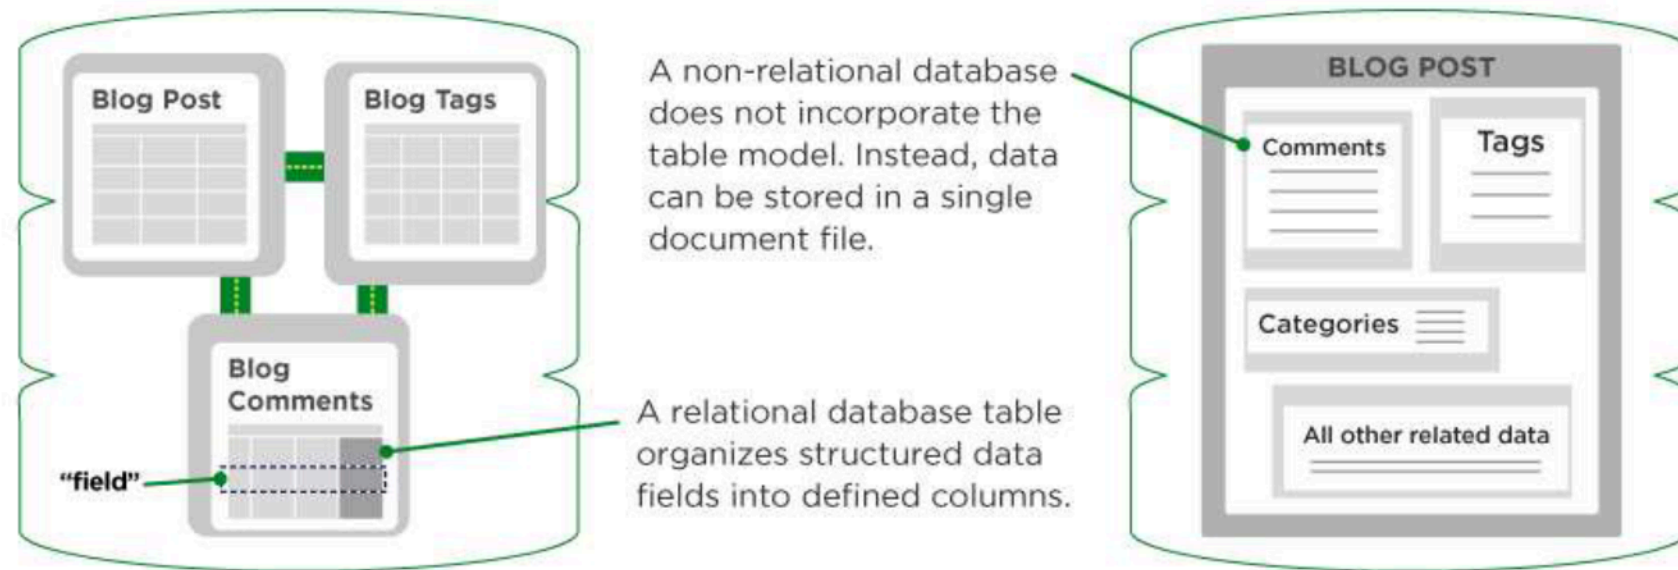 Blog Post
Blog Tags
Blog
Comments
"field"
A non-relational database
does not incorporate the
table model. Instead, data
can be stored in a single
document file.
A relational database table
organizes structured data
fields into defined columns.
BLOG POST
Comments
Tags
Categories
All other related data